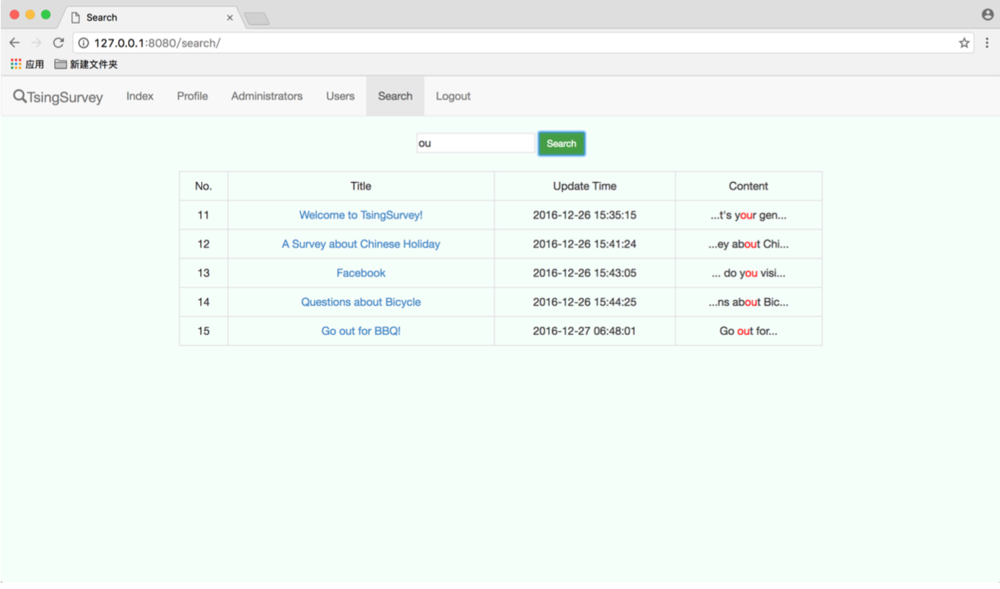 Search
127.0.0.1:8080/search/
应用 新建文件夹
TsingSurvey Index Profile Administrators Users Search Logout
ou Search
No. Title Update Time Content
11 Welcome to TsingSurvey! 2016-12-26 15:35:15 ...t's your gen...
12 A Survey about Chinese Holiday 2016-12-26 15:41:24 ...ey about Chi...
13 Facebook 2016-12-26 15:43:05 ... do you visi...
14 Questions about Bicycle 2016-12-26 15:44:25 ...ns about Bic...
15 Go out for BBQ! 2016-12-27 06:48:01 Go out for...